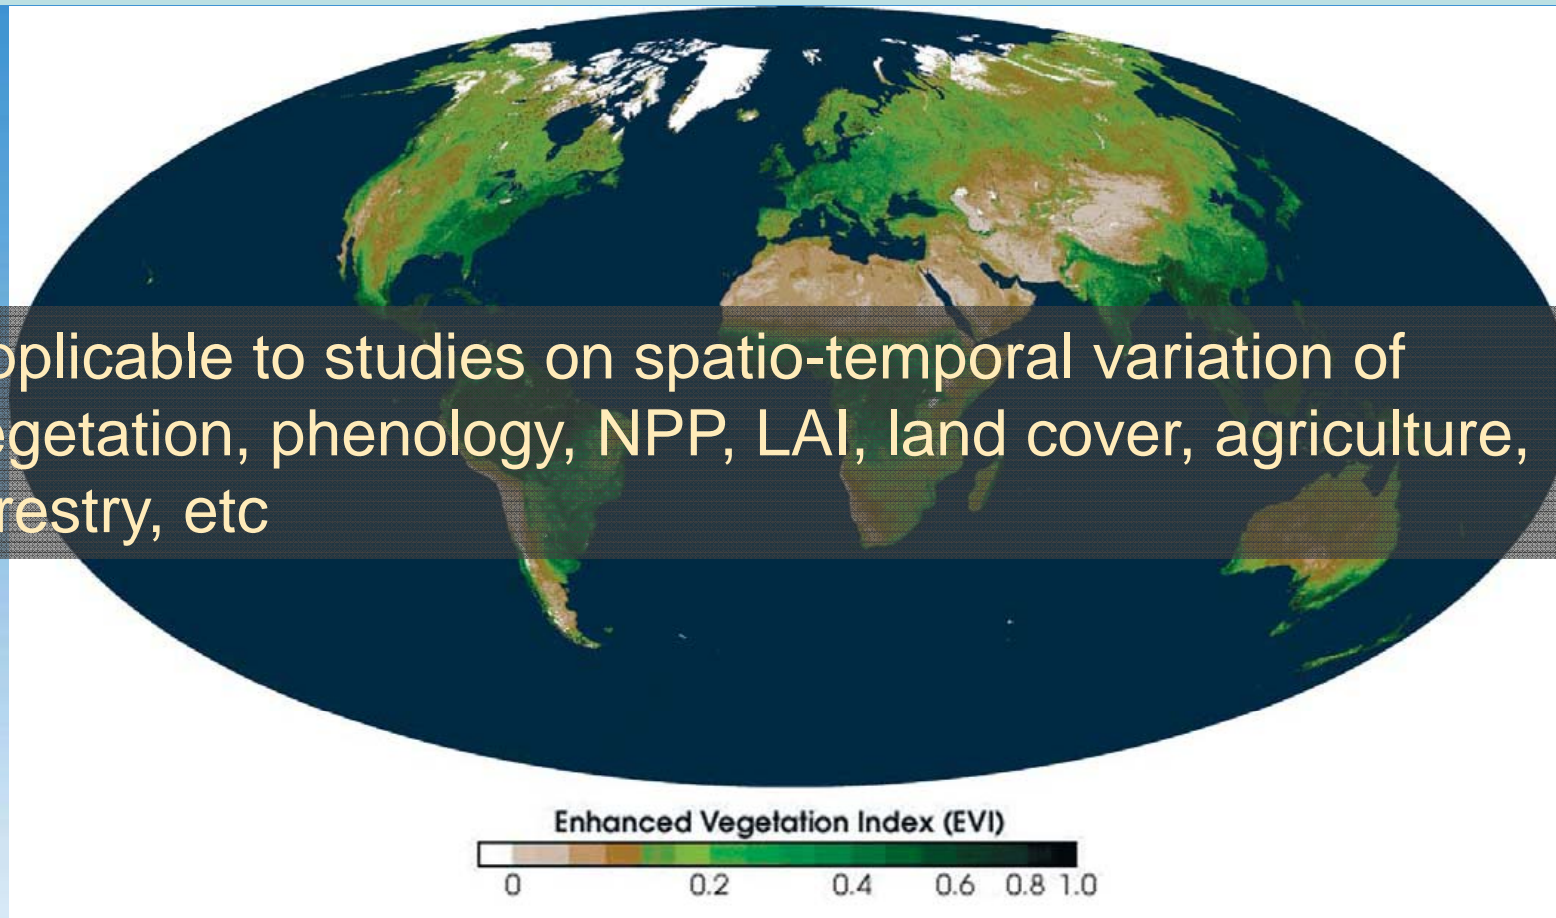 pplicable to studies on spatio-temporal variation of
egetation, phenology, NPP, LAI, land cover, agriculture,
restry, etc
Enhanced Vegetation Index (EVI)
0 0.2 0.4 0.6 0.8 1.0